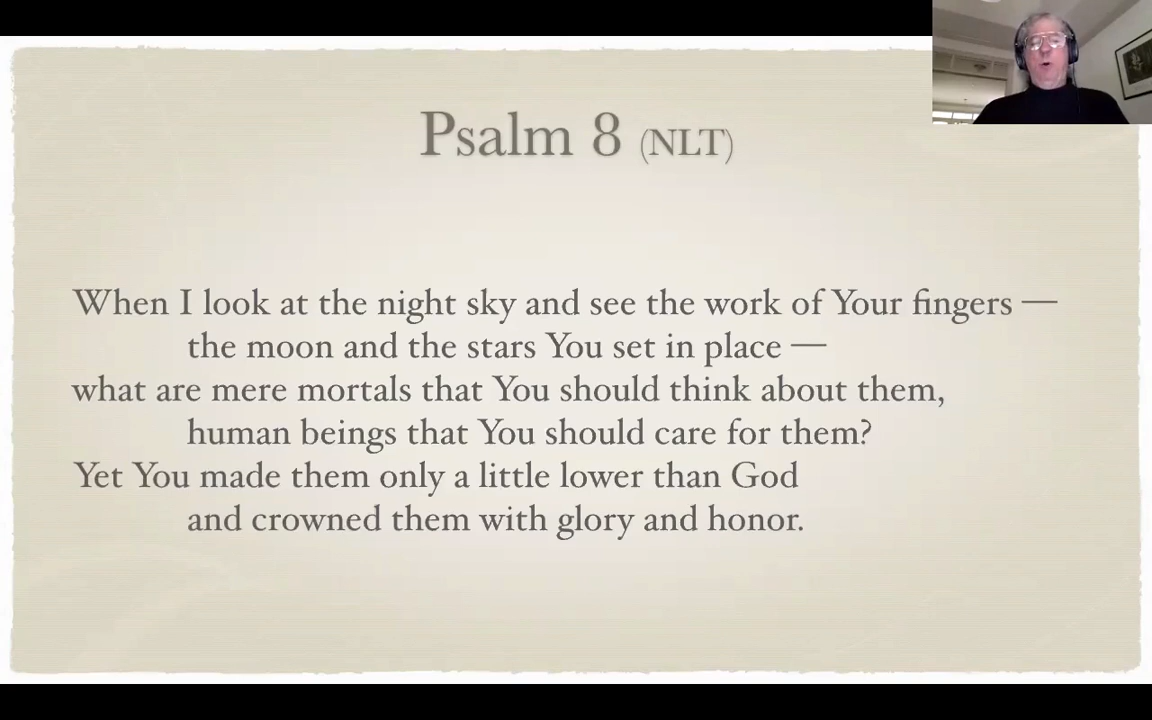 Psalm 8 (NLT)
When I look at the night sky and see the work of Your fingers —
the moon and the stars You set in place —
what are mere mortals that You should think about them,
human beings that You should care for them?
Yet You made them only a little lower than God
and crowned them with glory and honor.